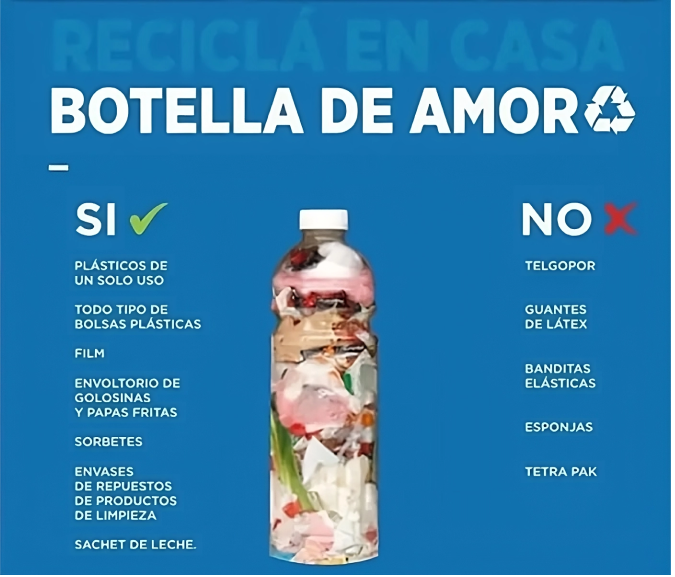 RECICLÁ EN CASA
BOTELLA DE AMOR
SI
PLÁSTICOS DE
UN SOLO USO
TODO TIPO DE
BOLSAS PLÁSTICAS
FILM
ENVOLTORIO DE
GOLOSINAS
Y PAPAS FRITAS
SORBETES
ENVASES
DE REPUESTOS
DE PRODUCTOS
DE LIMPIEZA
SACHET DE LECHE.
NO
TELGOPOR
GUANTES
DE LÁTEX
BANDITAS
ELÁSTICAS
ESPONJAS
TETRA PAK